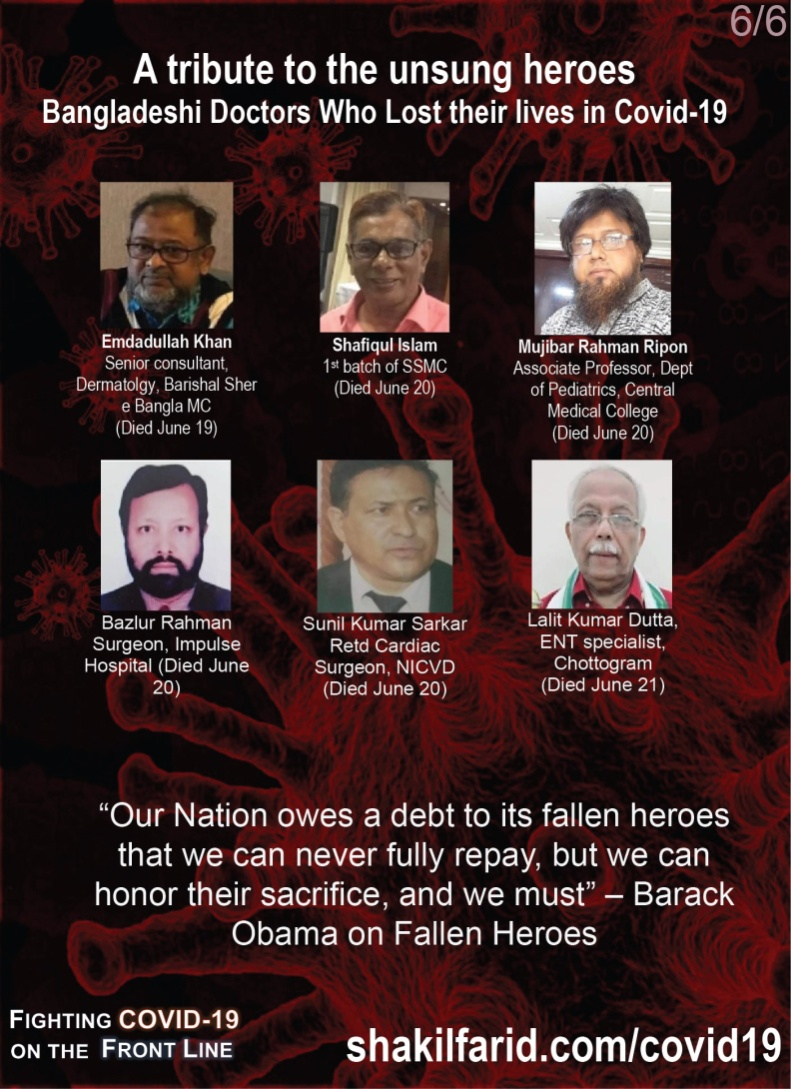 6/6
A tribute to the unsung heroes
Bangladeshi Doctors Who Lost their lives in Covid-19
Emdadullah Khan
Senior consultant,
Dermatolgy, Barishal Sher
e Bangla MC
(Died June 19)
Shafiqul Islam
1st batch of SSMC
(Died June 20)
Mujibar Rahman Ripon
Associate Professor, Dept
of Pediatrics, Central
Medical College
(Died June 20)
Bazlur Rahman
Surgeon, Impulse
Hospital (Died June
20)
Sunil Kumar Sarkar
Retd Cardiac
Surgeon, NICVD
(Died June 20)
Lalit Kumar Dutta,
ENT specialist,
Chottogram
(Died June 21)
“Our Nation owes a debt to its fallen heroes
that we can never fully repay, but we can
honor their sacrifice, and we must” – Barack
Obama on Fallen Heroes
FIGHTING COVID-19
ON THE FRONT LINE
shakilfarid.com/covid19